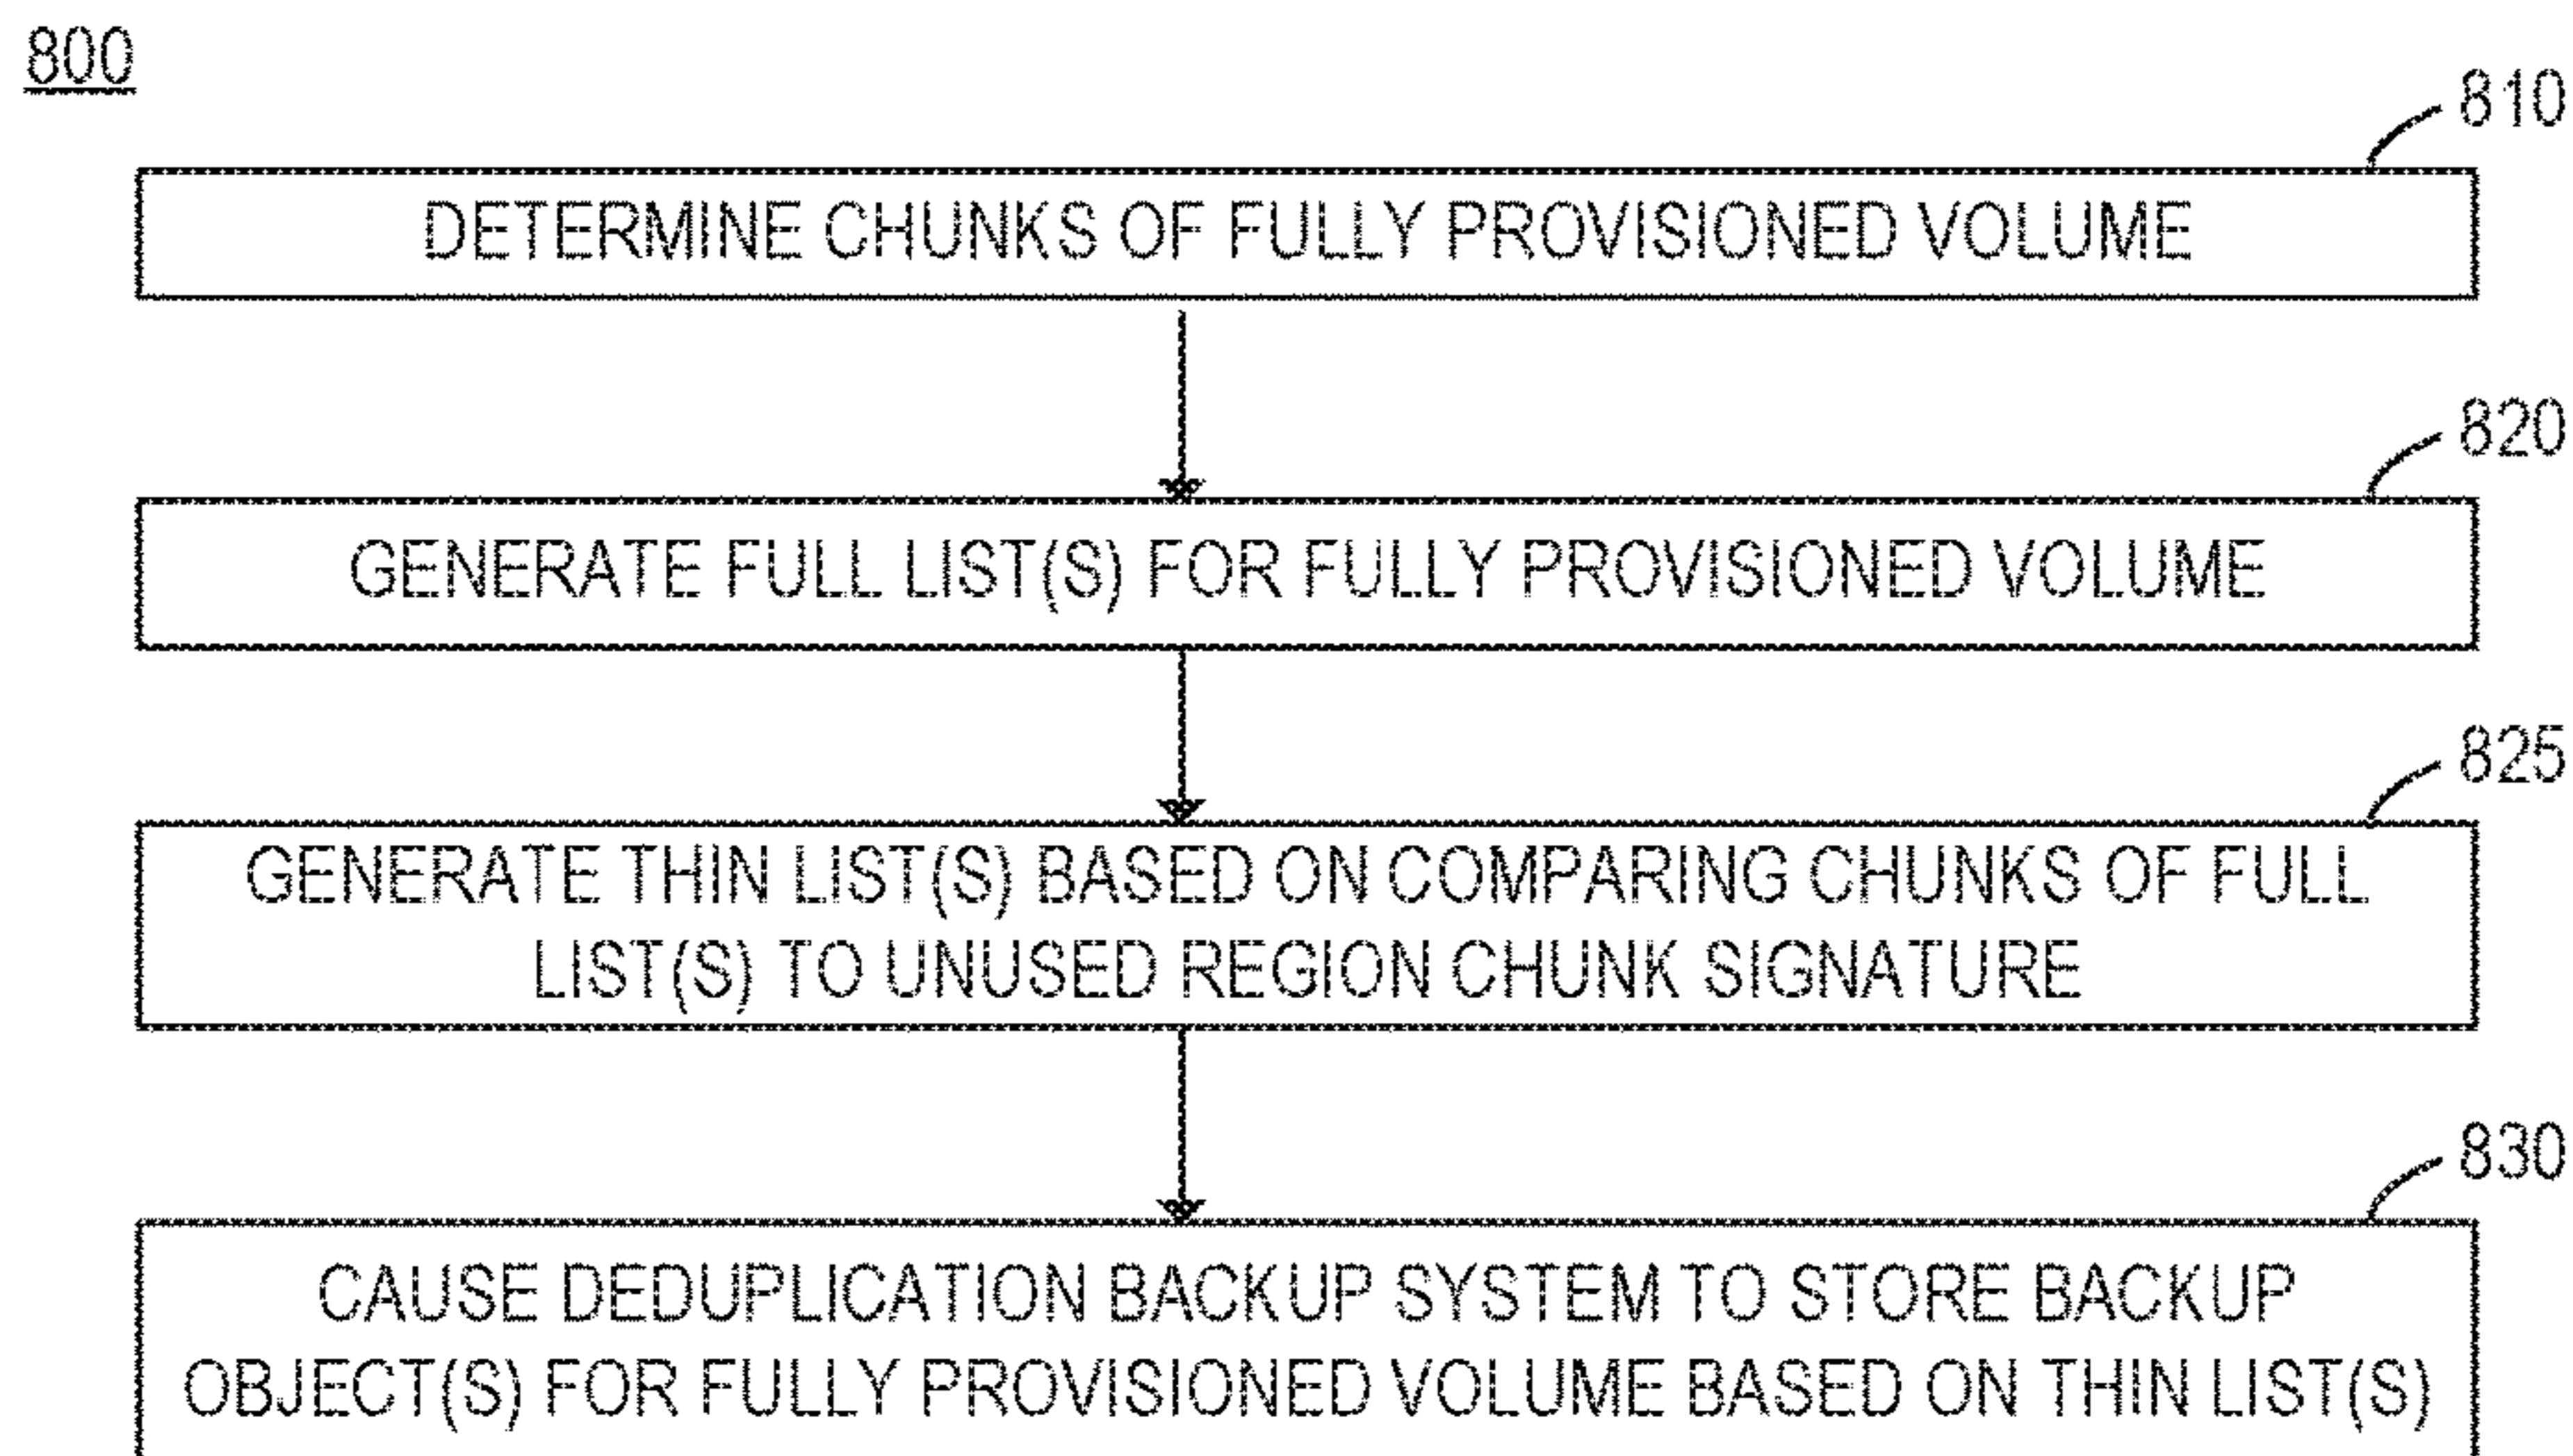 800
810
DETERMINE CHUNKS OF FULLY PROVISIONED VOLUME
820
GENERATE FULL LIST(S) FOR FULLY PROVISIONED VOLUME
825
GENERATE THIN LIST(S) BASED ON COMPARING CHUNKS OF FULL
LIST(S) TO UNUSED REGION CHUNK SIGNATURE
830
CAUSE DEDUPLICATION BACKUP SYSTEM TO STORE BACKUP
OBJECT(S) FOR FULLY PROVISIONED VOLUME BASED ON THIN LIST(S)